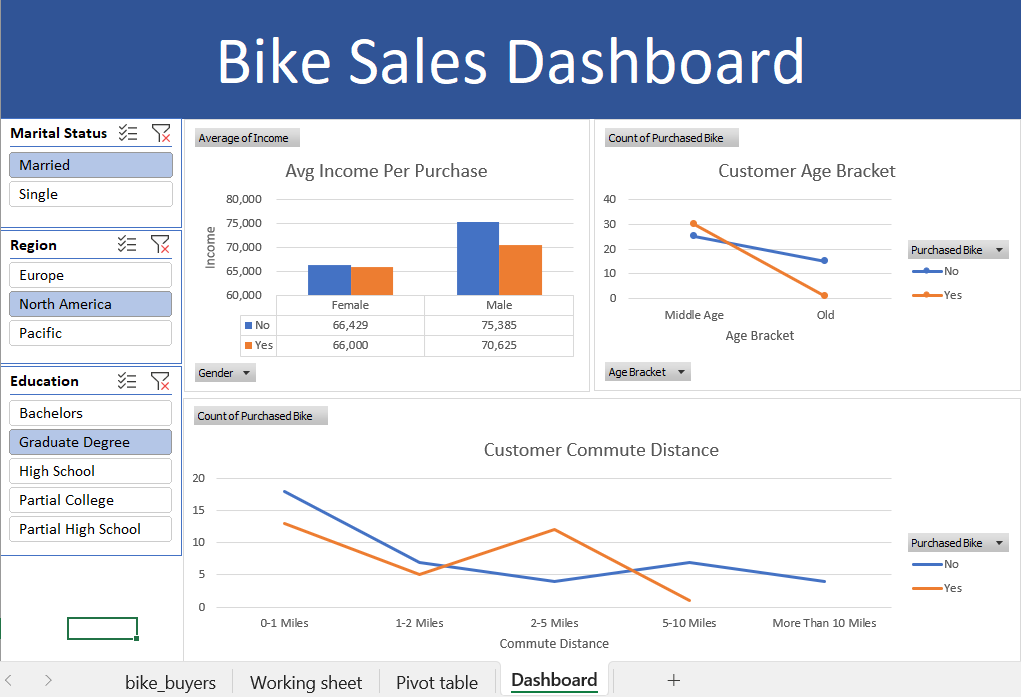 Bike Sales Dashboard
Marital Status
Married
Single
Region
Europe
North America
Pacific
Education
Bachelors
Graduate Degree
High School
Partial College
Partial High School
Average of Income
Avg Income Per Purchase
80,000
75,000
70,000
65,000
60,000
Income
Female Male
No 66,429 75,385
Yes 66,000 70,625
Gender
Count of Purchased Bike
Customer Age Bracket
40
30
20
10
0
Middle Age Old
Age Bracket
Purchased Bike
No
Yes
Age Bracket
Count of Purchased Bike
Customer Commute Distance
20
15
10
5
0
0-1 Miles 1-2 Miles 2-5 Miles 5-10 Miles More Than 10 Miles
Commute Distance
Purchased Bike
No
Yes
bike_buyers Working sheet Pivot table Dashboard